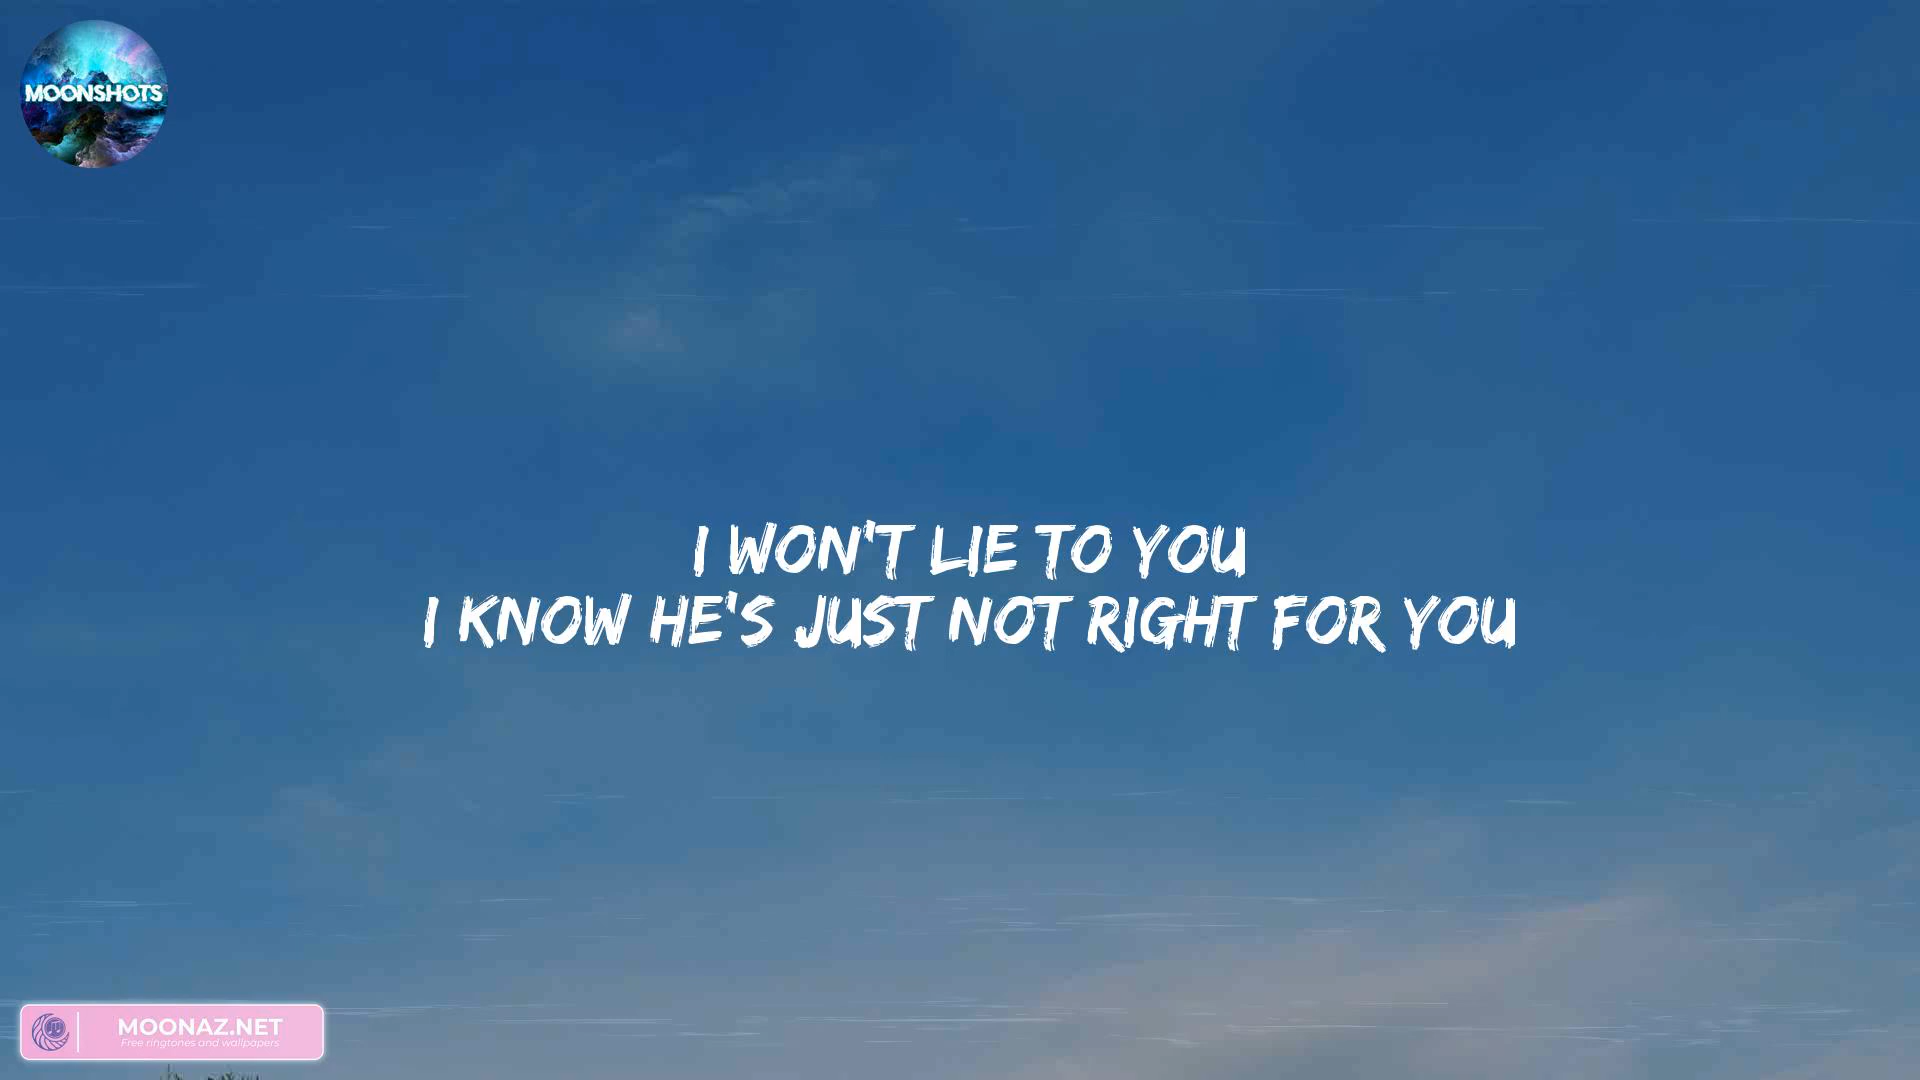 MOONSHOTS
I WON'T LIE TO YOU
I KNOW HE'S JUST NOT RIGHT FOR YOU
MOONAZ.NET
Free ringtones and wallpapers